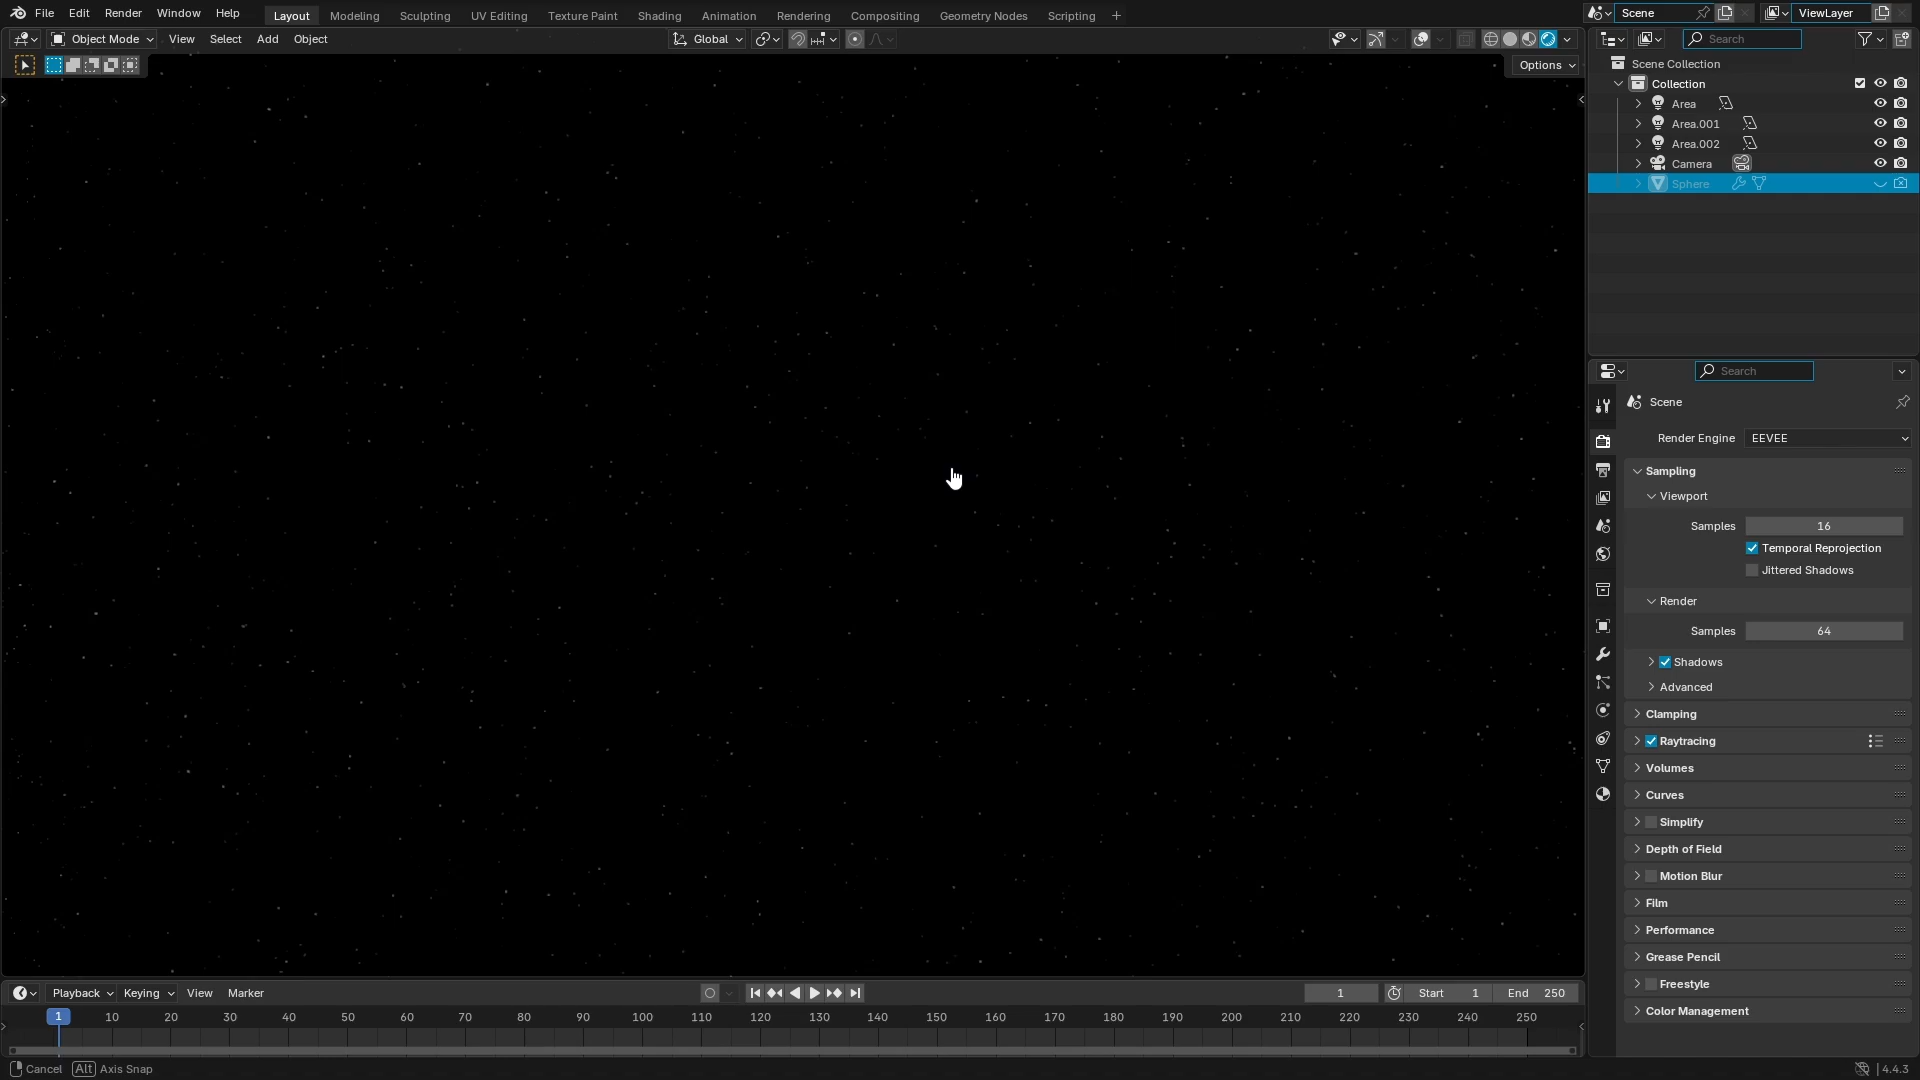 File Edit Render Window Help Layout Modeling Sculpting UV Editing Texture Paint Shading Animation Rendering Compositing Geometry Nodes Scripting Scene ViewLayer
Object Mode View Select Add Object Global Search
Options
Scene Collection
Collection
Area
Area.001
Area.002
Camera
Sphere
Search
Scene
Render Engine EEVEE
Sampling
Viewport
Samples 16
Temporal Reprojection
Jittered Shadows
Render
Samples 64
Shadows
Advanced
Clamping
Raytracing
Volumes
Curves
Simplify
Depth of Field
Motion Blur
Film
Performance
Grease Pencil
Freestyle
Color Management
Playback Keying View Marker 1 Start 1 End 250
1 10 20 30 40 50 60 70 80 90 100 110 120 130 140 150 160 170 180 190 200 210 220 230 240 250
Cancel Alt Axis Snap 4.4.3